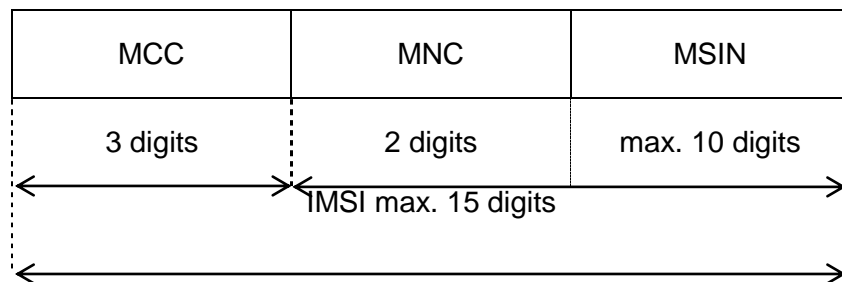 MCC MNC MSIN
3 digits 2 digits max. 10 digits
IMSI max. 15 digits